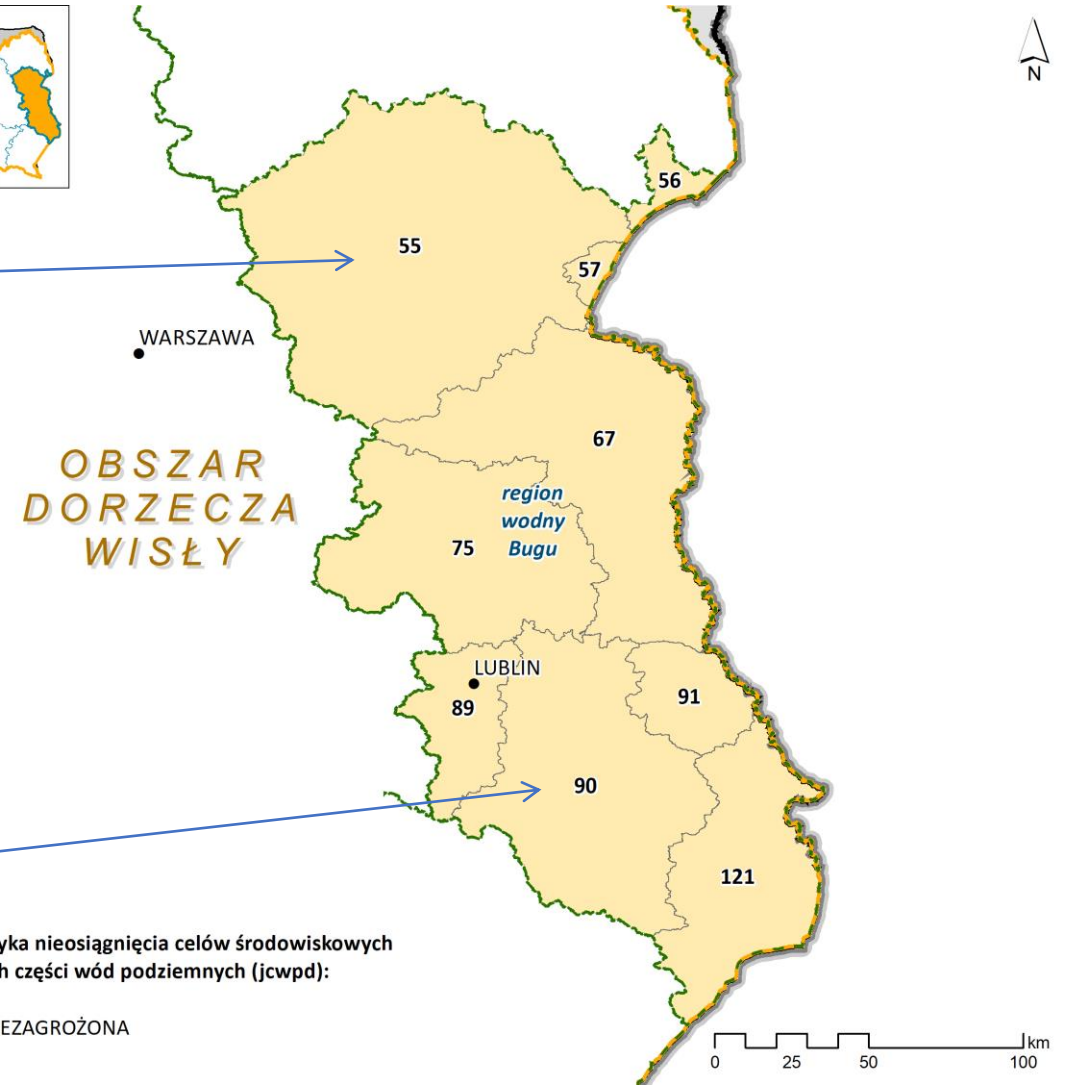 N
56
55
57
WARSZAWA
67
OBSZAR
DORZECZA
WISŁY
region
wodny
Bugu
75
LUBLIN
89
91
90
121
yka nieosiągnięcia celów środowiskowych
h części wód podziemnych (jcwpd):
EZAGROŻONA
km
0 25 50 100